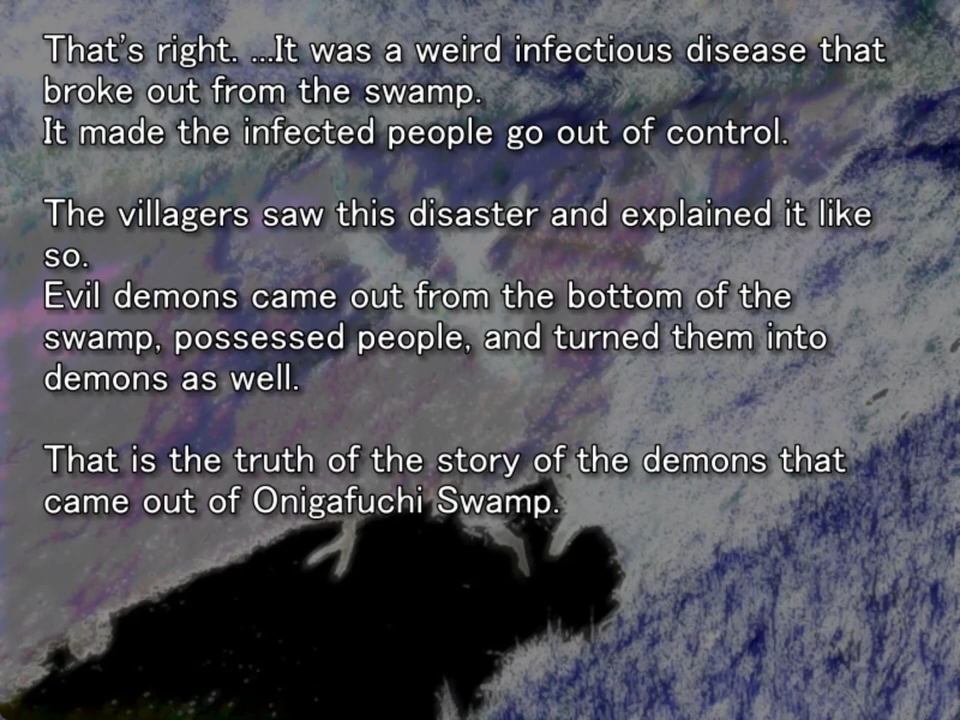 That's right. ...It was a weird infectious disease that
broke out from the swamp.
It made the infected people go out of control.
The villagers saw this disaster and explained it like
so.
Evil demons came out from the bottom of the
swamp, possessed people, and turned them into
demons as well.
That is the truth of the story of the demons that
came out of Onigafuchi Swamp.